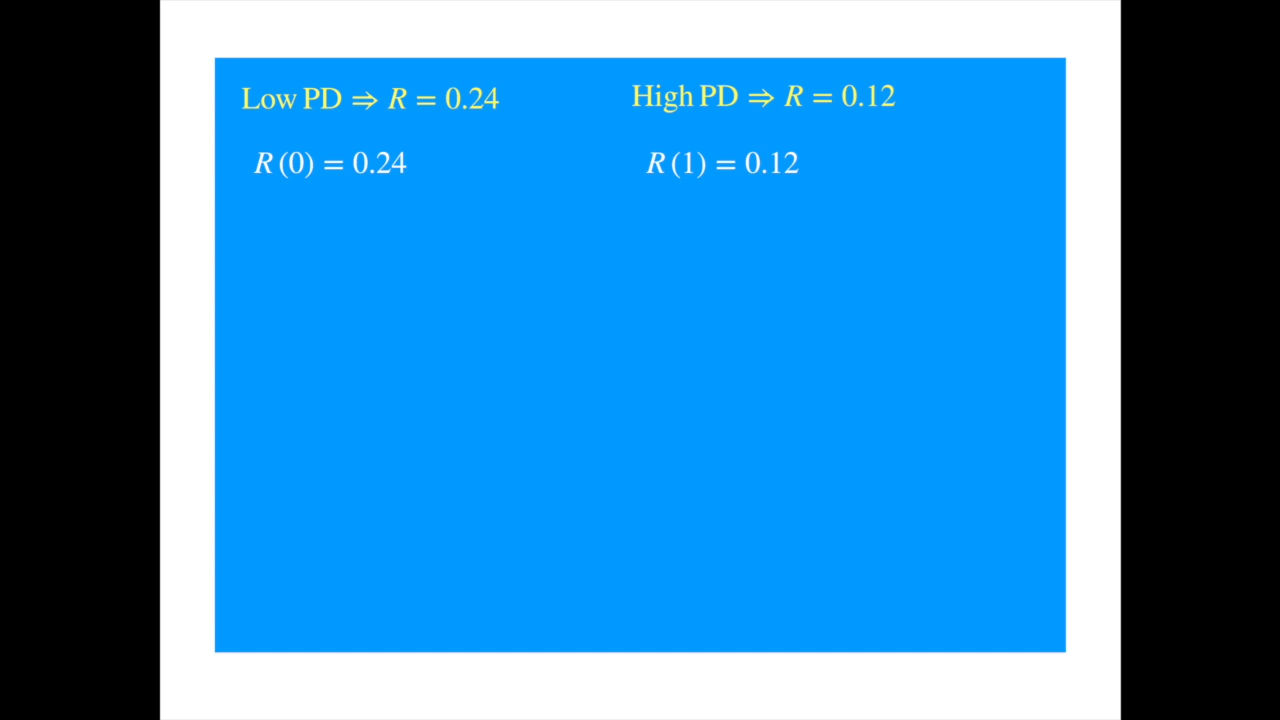 Low PD ⇒ R = 0.24
High PD ⇒ R = 0.12
R (0) = 0.24
R (1) = 0.12